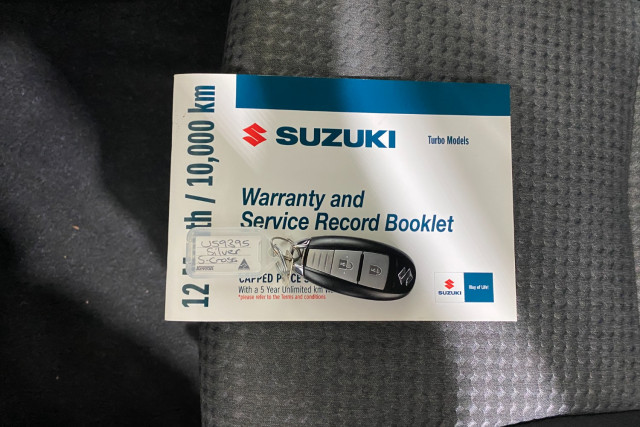 12 Month / 10,000 km
SUZUKI
Turbo Models
Warranty and
Service Record Booklet
US9395
Silver
S-Cross
CAPPED
With a 5 Year Unlimited km
*please refer to the Terms and conditions
SUZUKI
Way of Life!